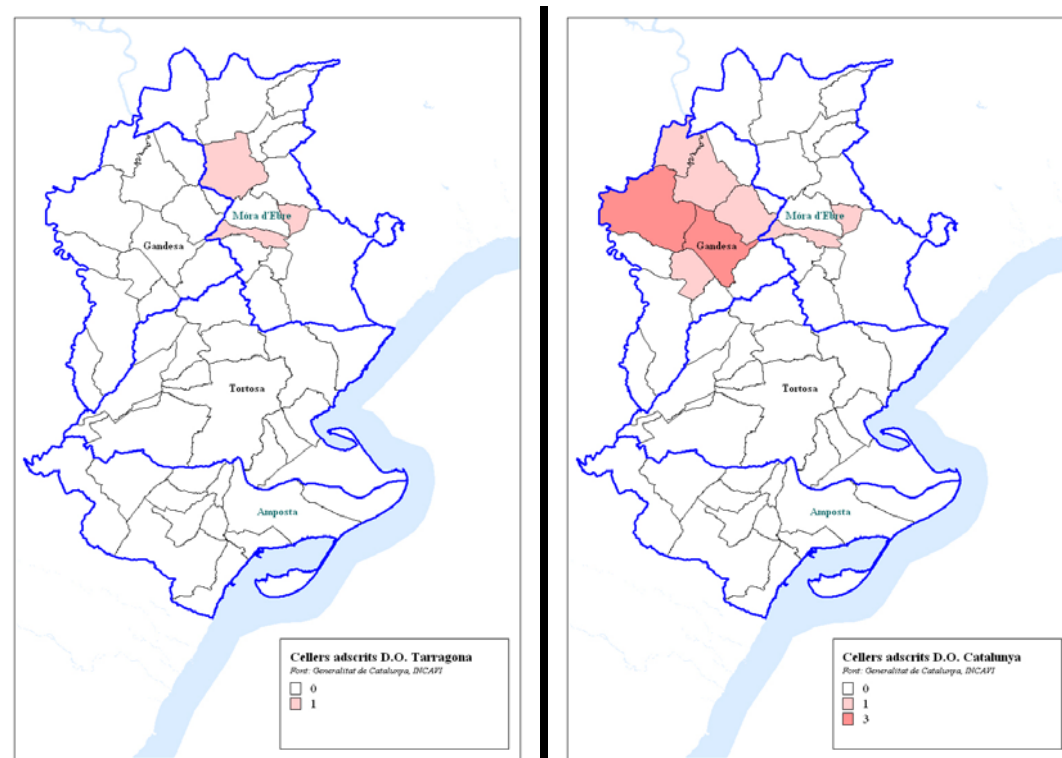 Móra d'Ebre
Gandesa
Tortosa
Amposta
Cellers adscrits D.O. Tarragona
Font: Generalitat de Catalunya, INCAVI
0
1
Móra d'Ebre
Gandesa
Tortosa
Amposta
Cellers adscrits D.O. Catalunya
Font: Generalitat de Catalunya, INCAVI
0
1
3